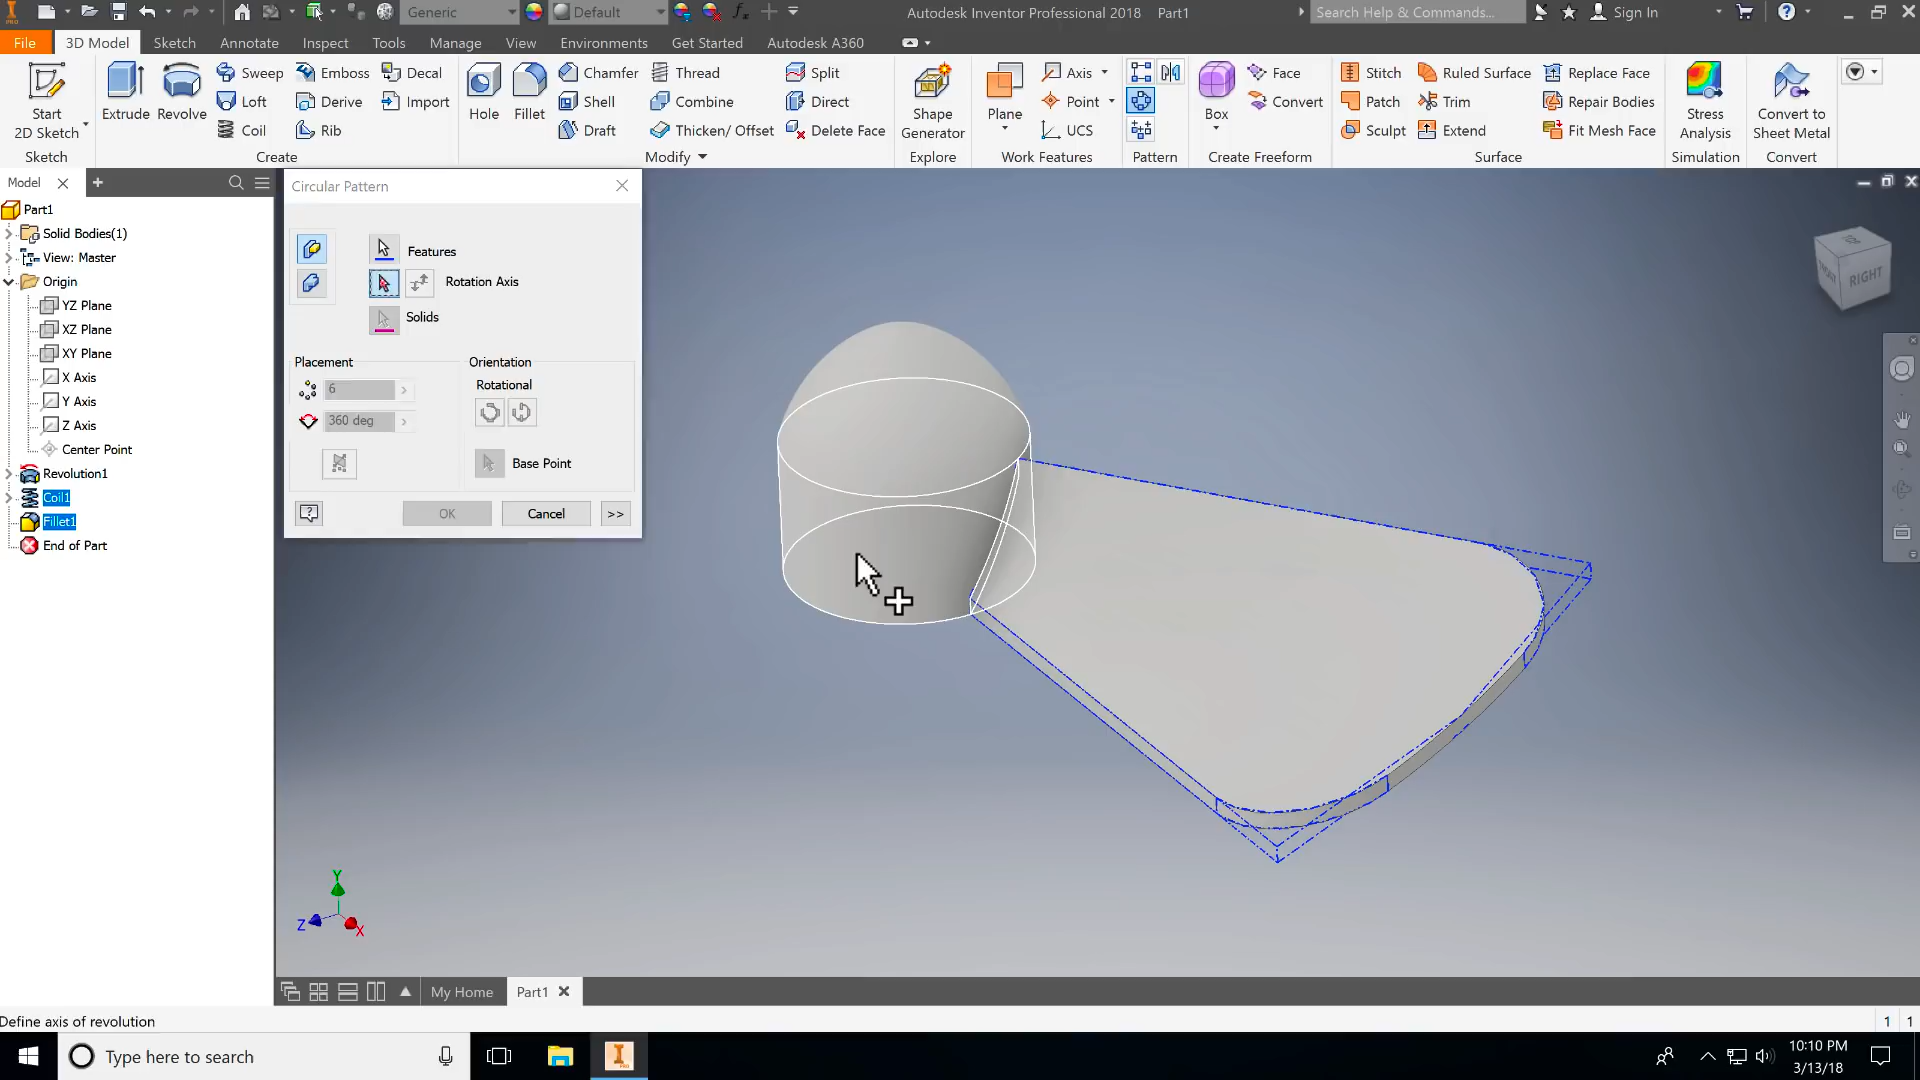 Generic
Default
Autodesk Inventor Professional 2018 Part1
Search Help & Commands...
Sign In
PRO
File
3D Model
Sketch
Annotate
Inspect
Tools
Manage
View
Environments
Get Started
Autodesk A360
Start
2D Sketch
Sketch
Extrude
Revolve
Sweep
Loft
Coil
Emboss
Derive
Rib
Decal
Import
Create
Hole
Fillet
Chamfer
Shell
Draft
Thread
Combine
Thicken/ Offset
Split
Direct
Delete Face
Modify
Shape
Generator
Explore
Plane
Axis
Point
UCS
Work Features
Pattern
Box
Face
Convert
Create Freeform
Stitch
Patch
Sculpt
Ruled Surface
Trim
Extend
Replace Face
Repair Bodies
Fit Mesh Face
Surface
Stress
Analysis
Simulation
Convert to
Sheet Metal
Convert
Model
Part1
Solid Bodies(1)
View: Master
Origin
YZ Plane
XZ Plane
XY Plane
X Axis
Y Axis
Z Axis
Center Point
Revolution1
Coil1
Fillet1
End of Part
Circular Pattern
Features
Rotation Axis
Solids
Placement
6
360 deg
Orientation
Rotational
Base Point
OK
Cancel
>>
TOP
FRONT
RIGHT
Y
Z
X
My Home
Part1
Define axis of revolution
1 1
Type here to search
10:10 PM
3/13/18